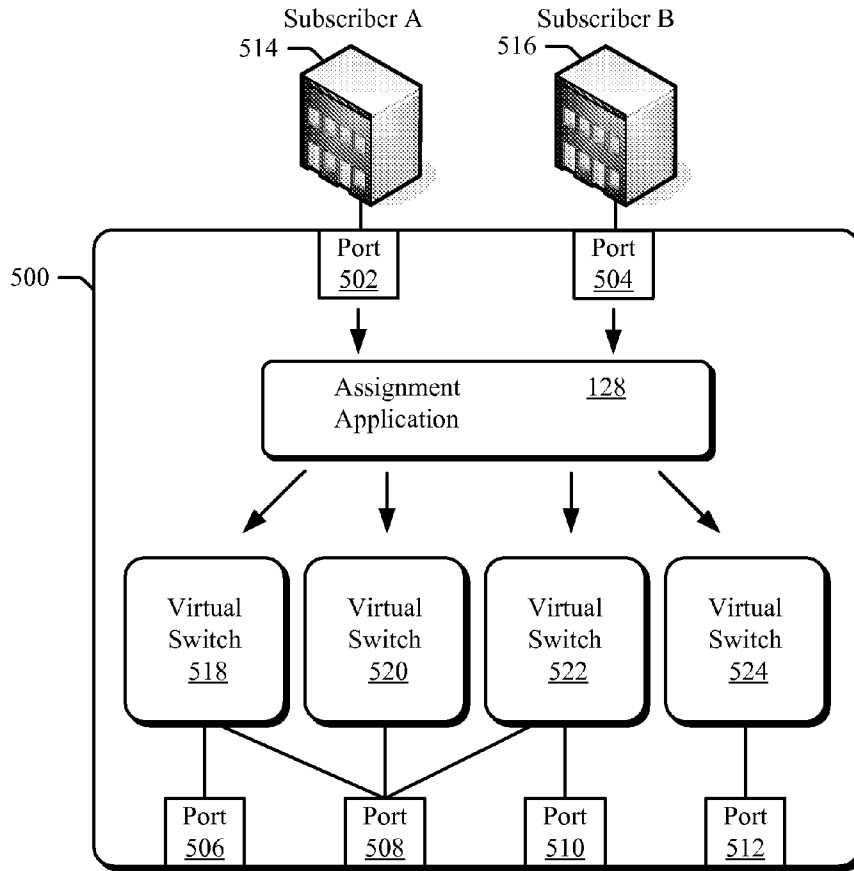 Subscriber A
Subscriber B
514
516
Port
502
Port
504
500
Assignment
Application
128
Virtual
Switch
518
Virtual
Switch
520
Virtual
Switch
522
Virtual
Switch
524
Port
506
Port
508
Port
510
Port
512